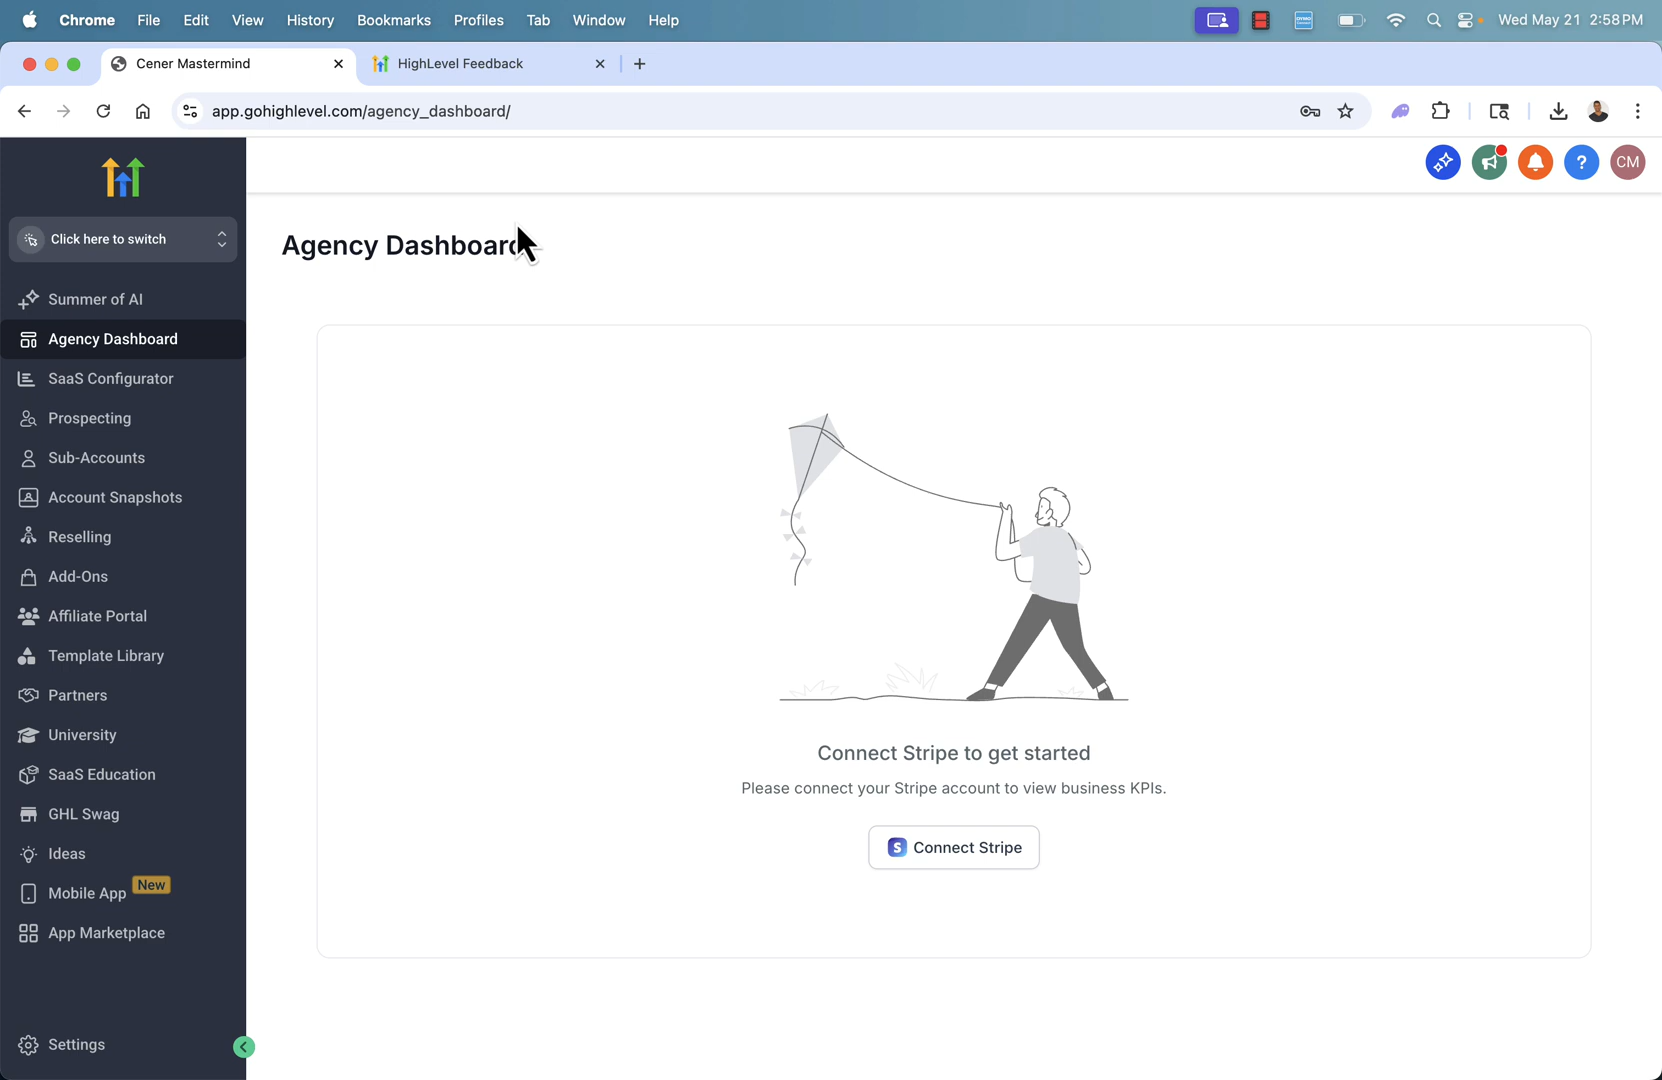 Chrome File Edit View History Bookmarks Profiles Tab Window Help
Wed May 21 2:58 PM
Cener Mastermind
HighLevel Feedback
app.gohighlevel.com/agency_dashboard/
CM
Click here to switch
Agency Dashboard
Summer of AI
Agency Dashboard
SaaS Configurator
Prospecting
Sub-Accounts
Account Snapshots
Reselling
Add-Ons
Affiliate Portal
Template Library
Partners
University
SaaS Education
GHL Swag
Ideas
Mobile App New
App Marketplace
Settings
Connect Stripe to get started
Please connect your Stripe account to view business KPIs.
S Connect Stripe